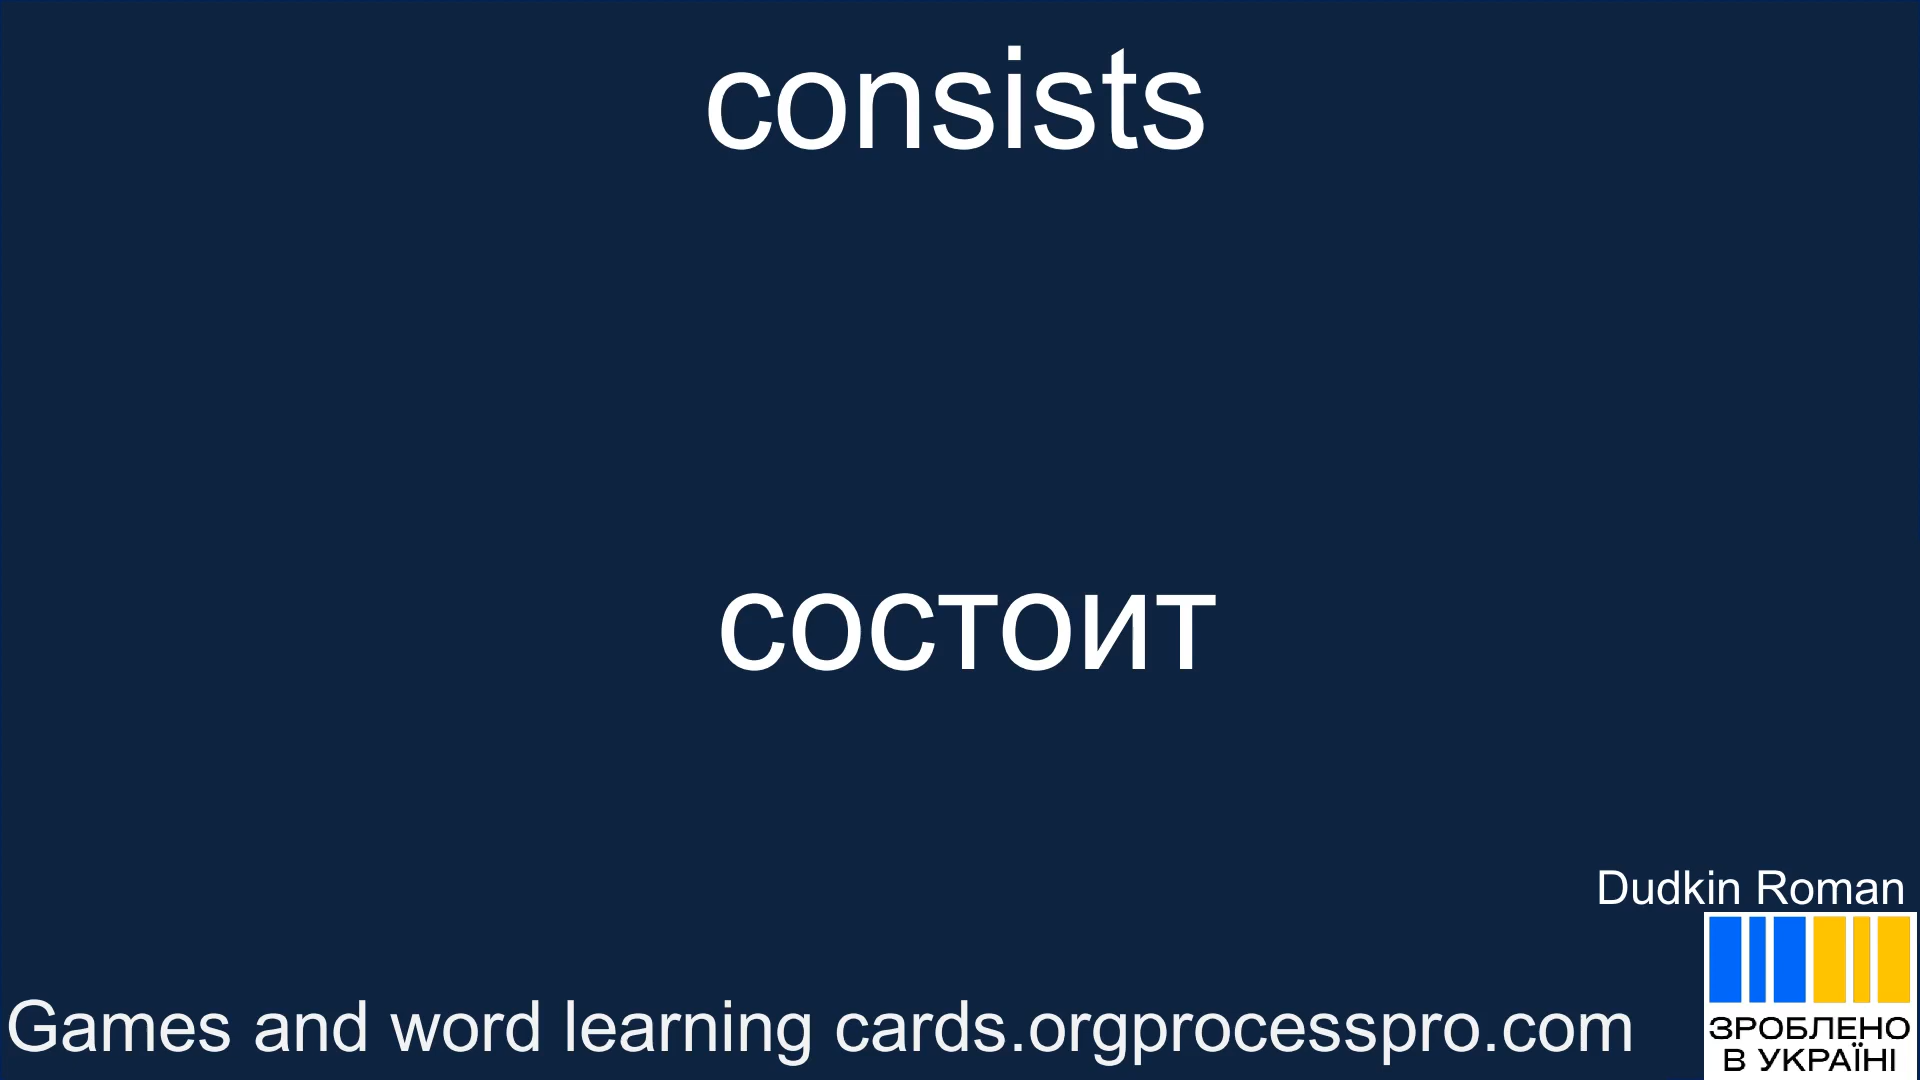 consists
состоит
Dudkin Roman
Games and word learning cards.orgprocesspro.com
ЗРОБЛЕНО
В УКРАЇНІ